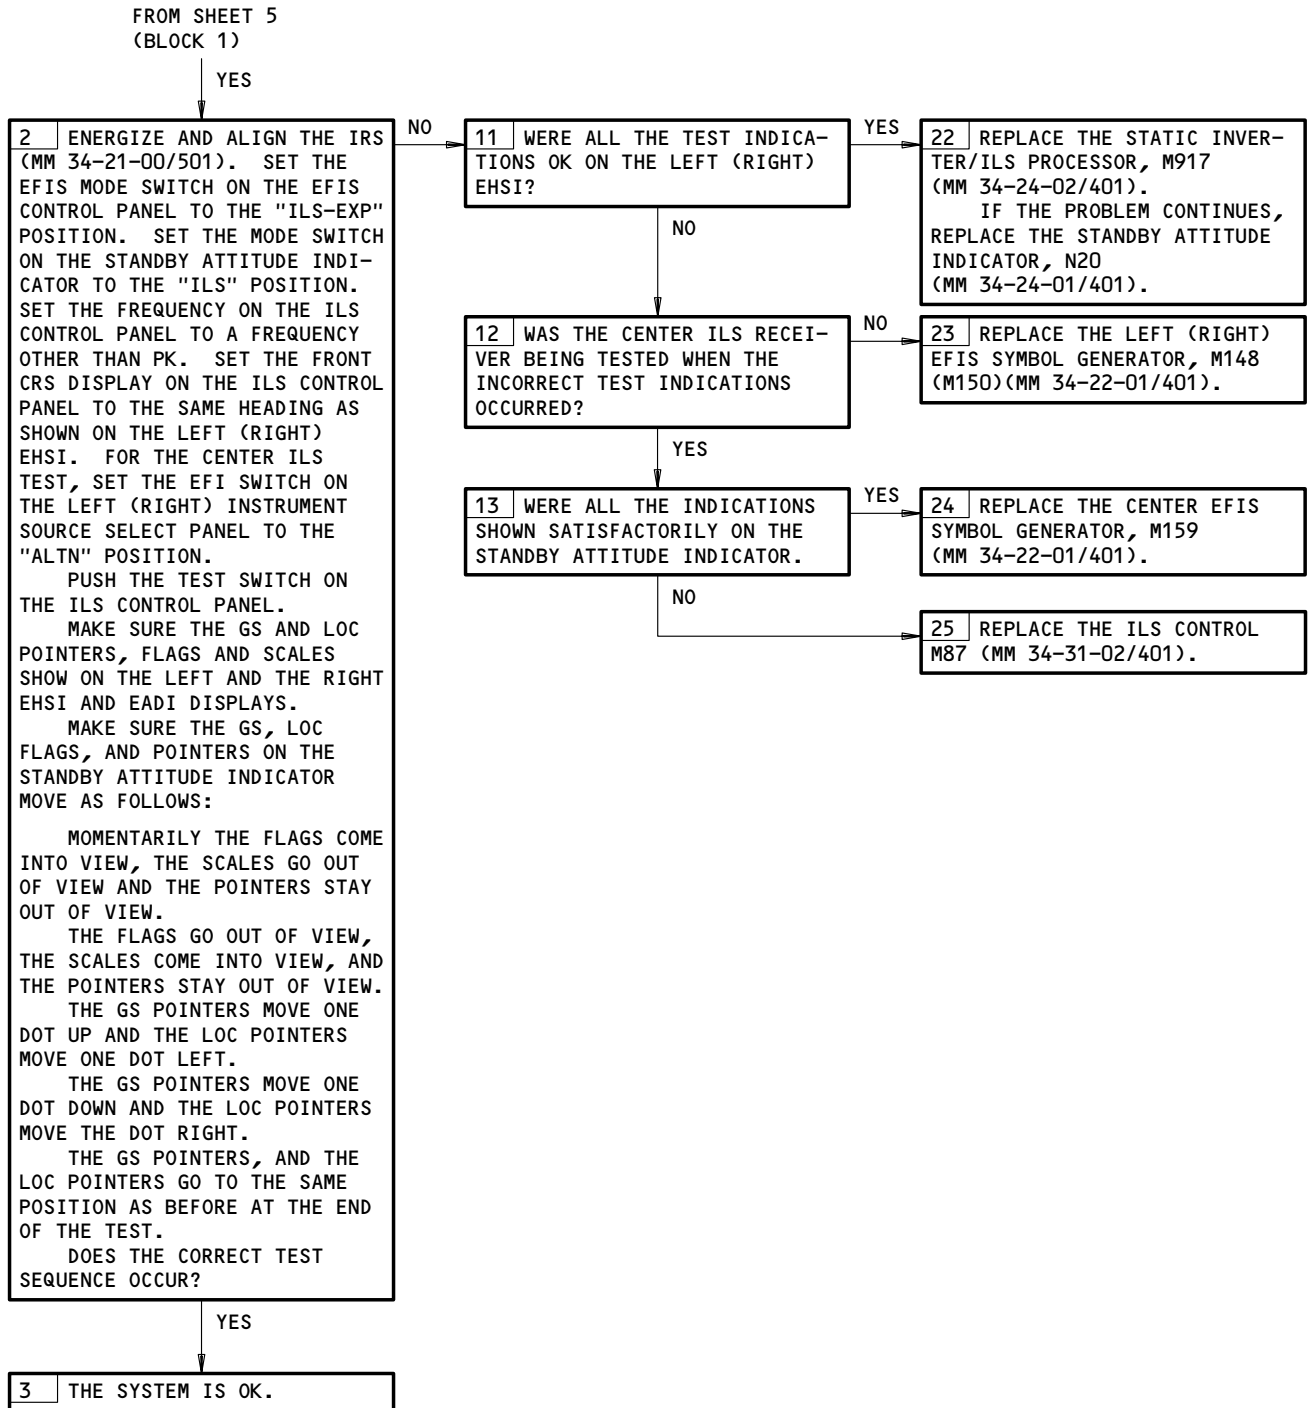 FROM SHEET 5
(BLOCK 1)
YES
2 ENERGIZE AND ALIGN THE IRS
(MM 34-21-00/501). SET THE
EFIS MODE SWITCH ON THE EFIS
CONTROL PANEL TO THE "ILS-EXP"
POSITION. SET THE MODE SWITCH
ON THE STANDBY ATTITUDE INDI-
CATOR TO THE "ILS" POSITION.
SET THE FREQUENCY ON THE ILS
CONTROL PANEL TO A FREQUENCY
OTHER THAN PK. SET THE FRONT
CRS DISPLAY ON THE ILS CONTROL
PANEL TO THE SAME HEADING AS
SHOWN ON THE LEFT (RIGHT)
EHSI. FOR THE CENTER ILS
TEST, SET THE EFI SWITCH ON
THE LEFT (RIGHT) INSTRUMENT
SOURCE SELECT PANEL TO THE
"ALTN" POSITION.
PUSH THE TEST SWITCH ON
THE ILS CONTROL PANEL.
MAKE SURE THE GS AND LOC
POINTERS, FLAGS AND SCALES
SHOW ON THE LEFT AND THE RIGHT
EHSI AND EADI DISPLAYS.
MAKE SURE THE GS, LOC
FLAGS, AND POINTERS ON THE
STANDBY ATTITUDE INDICATOR
MOVE AS FOLLOWS:
MOMENTARILY THE FLAGS COME
INTO VIEW, THE SCALES GO OUT
OF VIEW AND THE POINTERS STAY
OUT OF VIEW.
THE FLAGS GO OUT OF VIEW,
THE SCALES COME INTO VIEW, AND
THE POINTERS STAY OUT OF VIEW.
THE GS POINTERS MOVE ONE
DOT UP AND THE LOC POINTERS
MOVE ONE DOT LEFT.
THE GS POINTERS MOVE ONE
DOT DOWN AND THE LOC POINTERS
MOVE THE DOT RIGHT.
THE GS POINTERS, AND THE
LOC POINTERS GO TO THE SAME
POSITION AS BEFORE AT THE END
OF THE TEST.
DOES THE CORRECT TEST
SEQUENCE OCCUR?
YES
3 THE SYSTEM IS OK.
NO
11 WERE ALL THE TEST INDICA-
TIONS OK ON THE LEFT (RIGHT)
EHSI?
NO
12 WAS THE CENTER ILS RECEI-
VER BEING TESTED WHEN THE
INCORRECT TEST INDICATIONS
OCCURRED?
YES
13 WERE ALL THE INDICATIONS
SHOWN SATISFACTORILY ON THE
STANDBY ATTITUDE INDICATOR.
NO
YES
22 REPLACE THE STATIC INVER-
TER/ILS PROCESSOR, M917
(MM 34-24-02/401).
IF THE PROBLEM CONTINUES,
REPLACE THE STANDBY ATTITUDE
INDICATOR, N20
(MM 34-24-01/401).
NO
23 REPLACE THE LEFT (RIGHT)
EFIS SYMBOL GENERATOR, M148
(M150)(MM 34-22-01/401).
YES
24 REPLACE THE CENTER EFIS
SYMBOL GENERATOR, M159
(MM 34-22-01/401).
25 REPLACE THE ILS CONTROL
M87 (MM 34-31-02/401).